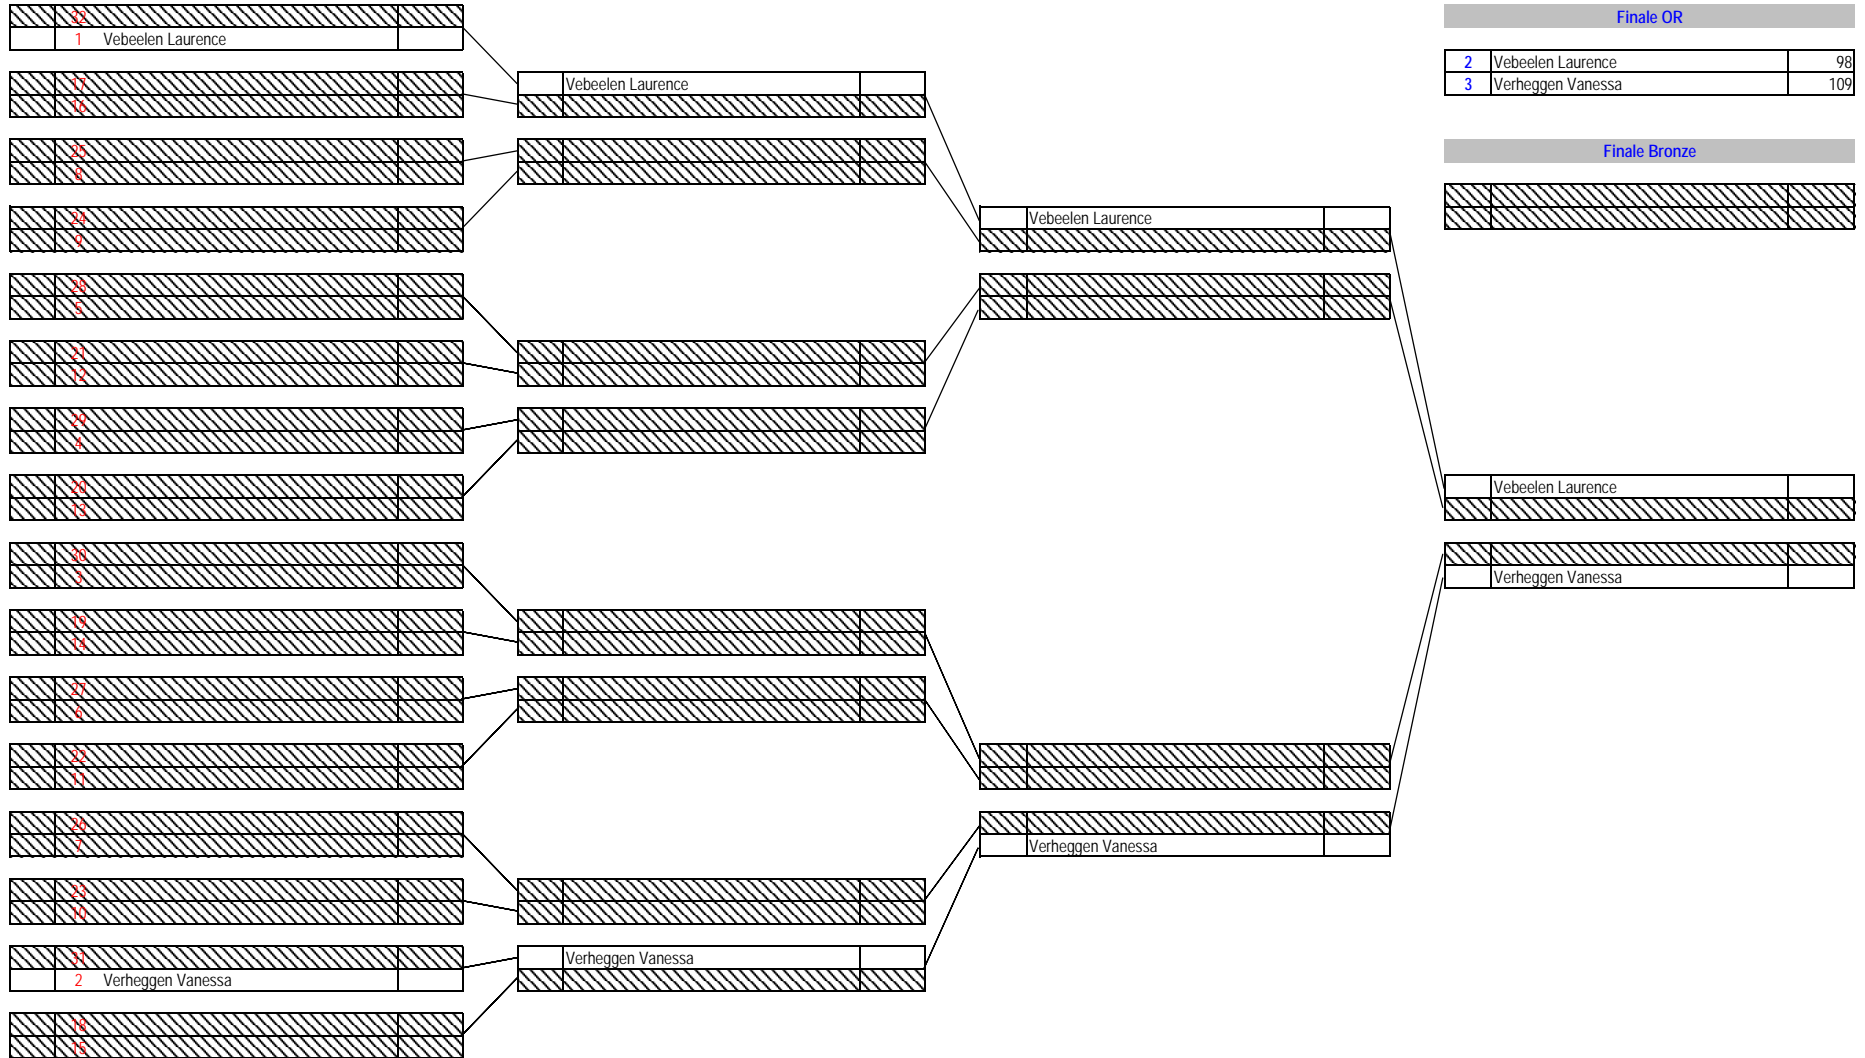 32
1 Vebeelen Laurence
17
16
25
8
24
9
28
5
21
12
29
4
20
13
30
3
19
14
27
6
22
11
26
7
23
10
31
2 Verheggen Vanessa
18
15
Vebeelen Laurence
Verheggen Vanessa
Vebeelen Laurence
Verheggen Vanessa
Vebeelen Laurence
Verheggen Vanessa
Finale OR
2 Vebeelen Laurence 98
3 Verheggen Vanessa 109
Finale Bronze